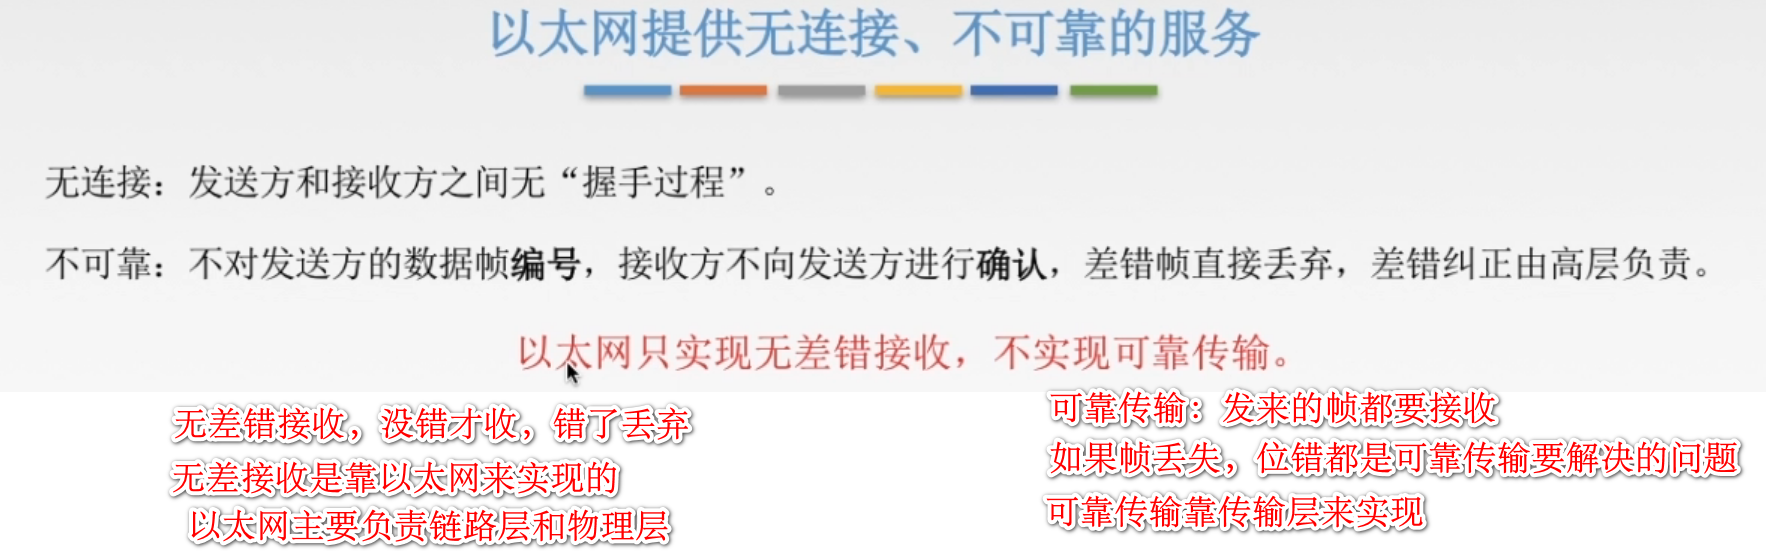 以太网提供无连接、不可靠的服务
无连接：发送方和接收方之间无“握手过程”。
不可靠：不对发送方的数据帧编号，接收方不向发送方进行确认，差错帧直接丢弃，差错纠正由高层负责。
以太网只实现无差错接收，不实现可靠传输。
无差错接收，没错才收，错了丢弃
无差接收是靠以太网来实现的
以太网主要负责链路层和物理层
可靠传输：发来的帧都要接收
如果帧丢失，位错都是可靠传输要解决的问题
可靠传输靠传输层来实现